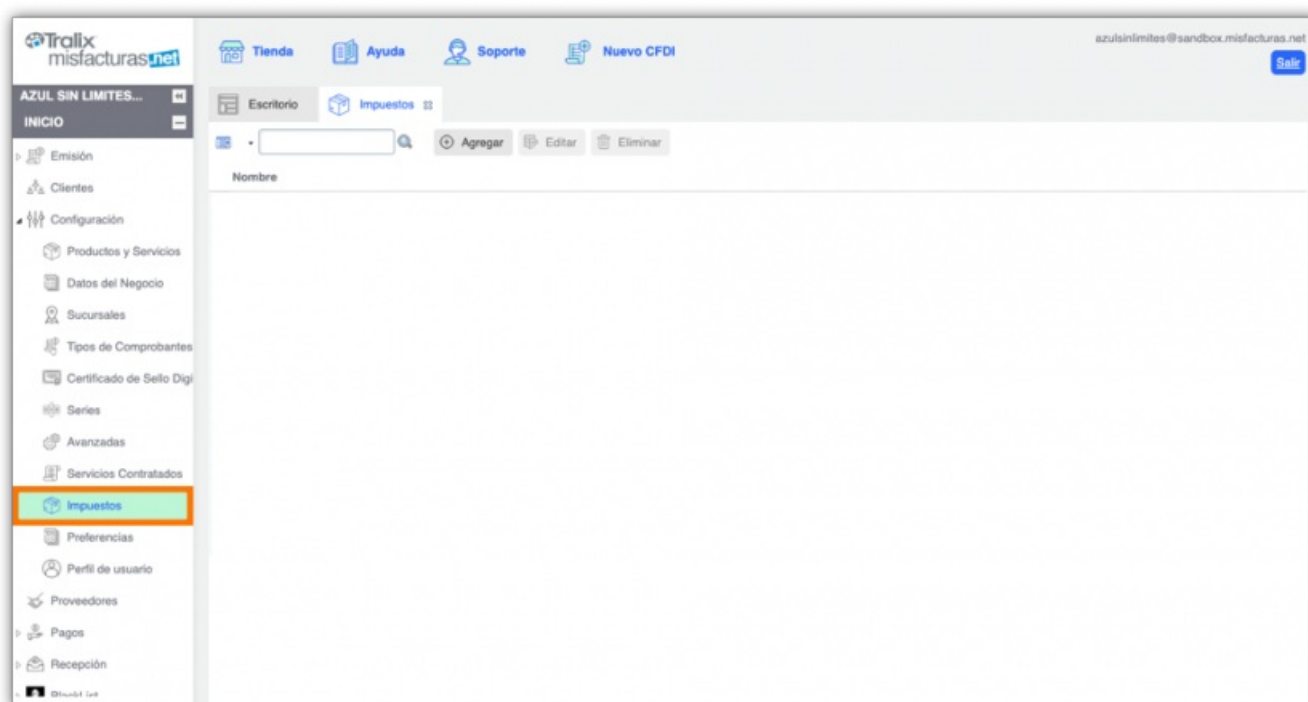 Tralix
misfacturas.net
Tienda
Ayuda
Soporte
Nuevo CFDI
azulsinlimites@sandbox.misfacturas.net
Salir
AZUL SIN LIMITES...
INICIO
Escritorio
Impuestos
Agregar
Editar
Eliminar
Nombre
Emisión
Clientes
Configuración
Productos y Servicios
Datos del Negocio
Sucursales
Tipos de Comprobantes
Certificado de Sello Digi
Series
Avanzadas
Servicios Contratados
Impuestos
Preferencias
Perfil de usuario
Proveedores
Pagos
Recepción